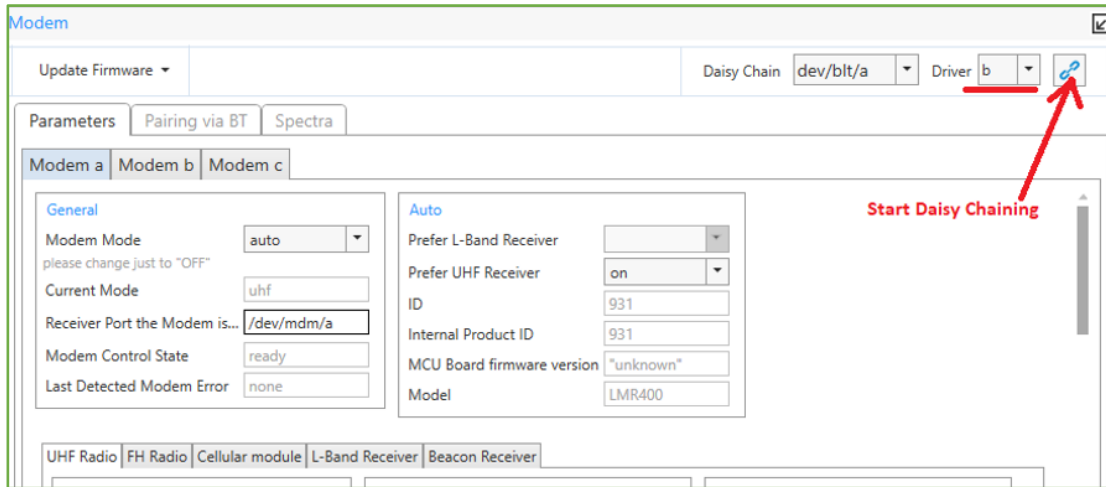 Modem
Update Firmware
Daisy Chain dev/blt/a Driver b
Parameters Pairing via BT Spectra
Modem a Modem b Modem c
Start Daisy Chaining
General
Modem Mode auto
please change just to "OFF"
Current Mode uhf
Receiver Port the Modem is... /dev/mdm/a
Modem Control State ready
Last Detected Modem Error none
Auto
Prefer L-Band Receiver
Prefer UHF Receiver on
ID 931
Internal Product ID 931
MCU Board firmware version "unknown"
Model LMR400
UHF Radio FH Radio Cellular module L-Band Receiver Beacon Receiver